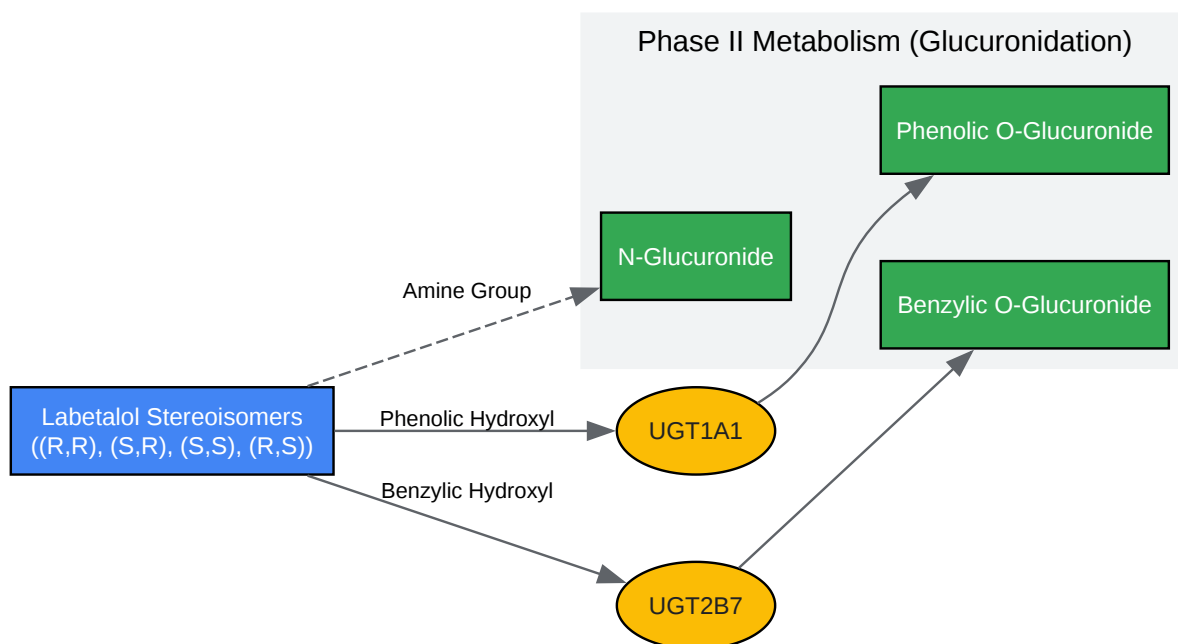 Phase II Metabolism (Glucuronidation)
Phenolic O-Glucuronide
N-Glucuronide
Benzylic O-Glucuronide
Amine Group
Labetalol Stereoisomers
((R,R), (S,R), (S,S), (R,S))
Phenolic Hydroxyl
UGT1A1
Benzylic Hydroxyl
UGT2B7